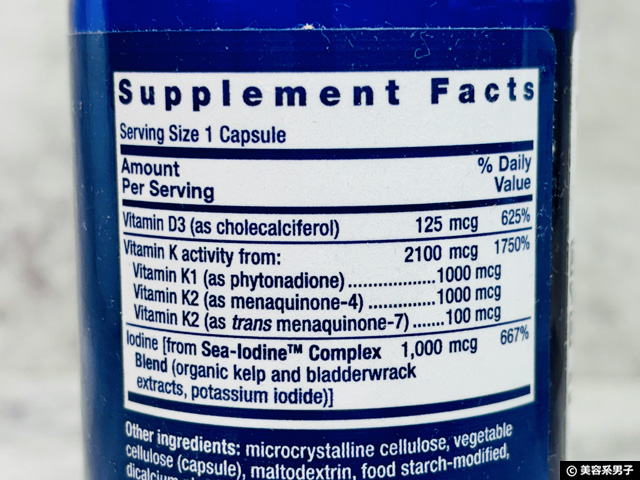 Supplement Facts
Serving Size 1 Capsule
Amount Per Serving % Daily Value
Vitamin D3 (as cholecalciferol) 125 mcg 625%
Vitamin K activity from: 2100 mcg 1750%
Vitamin K1 (as phytonadione)..................1000 mcg
Vitamin K2 (as menaquinone-4)..............1000 mcg
Vitamin K2 (as trans menaquinone-7).......100 mcg
Iodine [from Sea-Iodine™ Complex 1,000 mcg 667%
Blend (organic kelp and bladderwrack
extracts, potassium iodide)]
Other ingredients: microcrystalline cellulose, vegetable
cellulose (capsule), maltodextrin, food starch-modified,
© 美容系男子